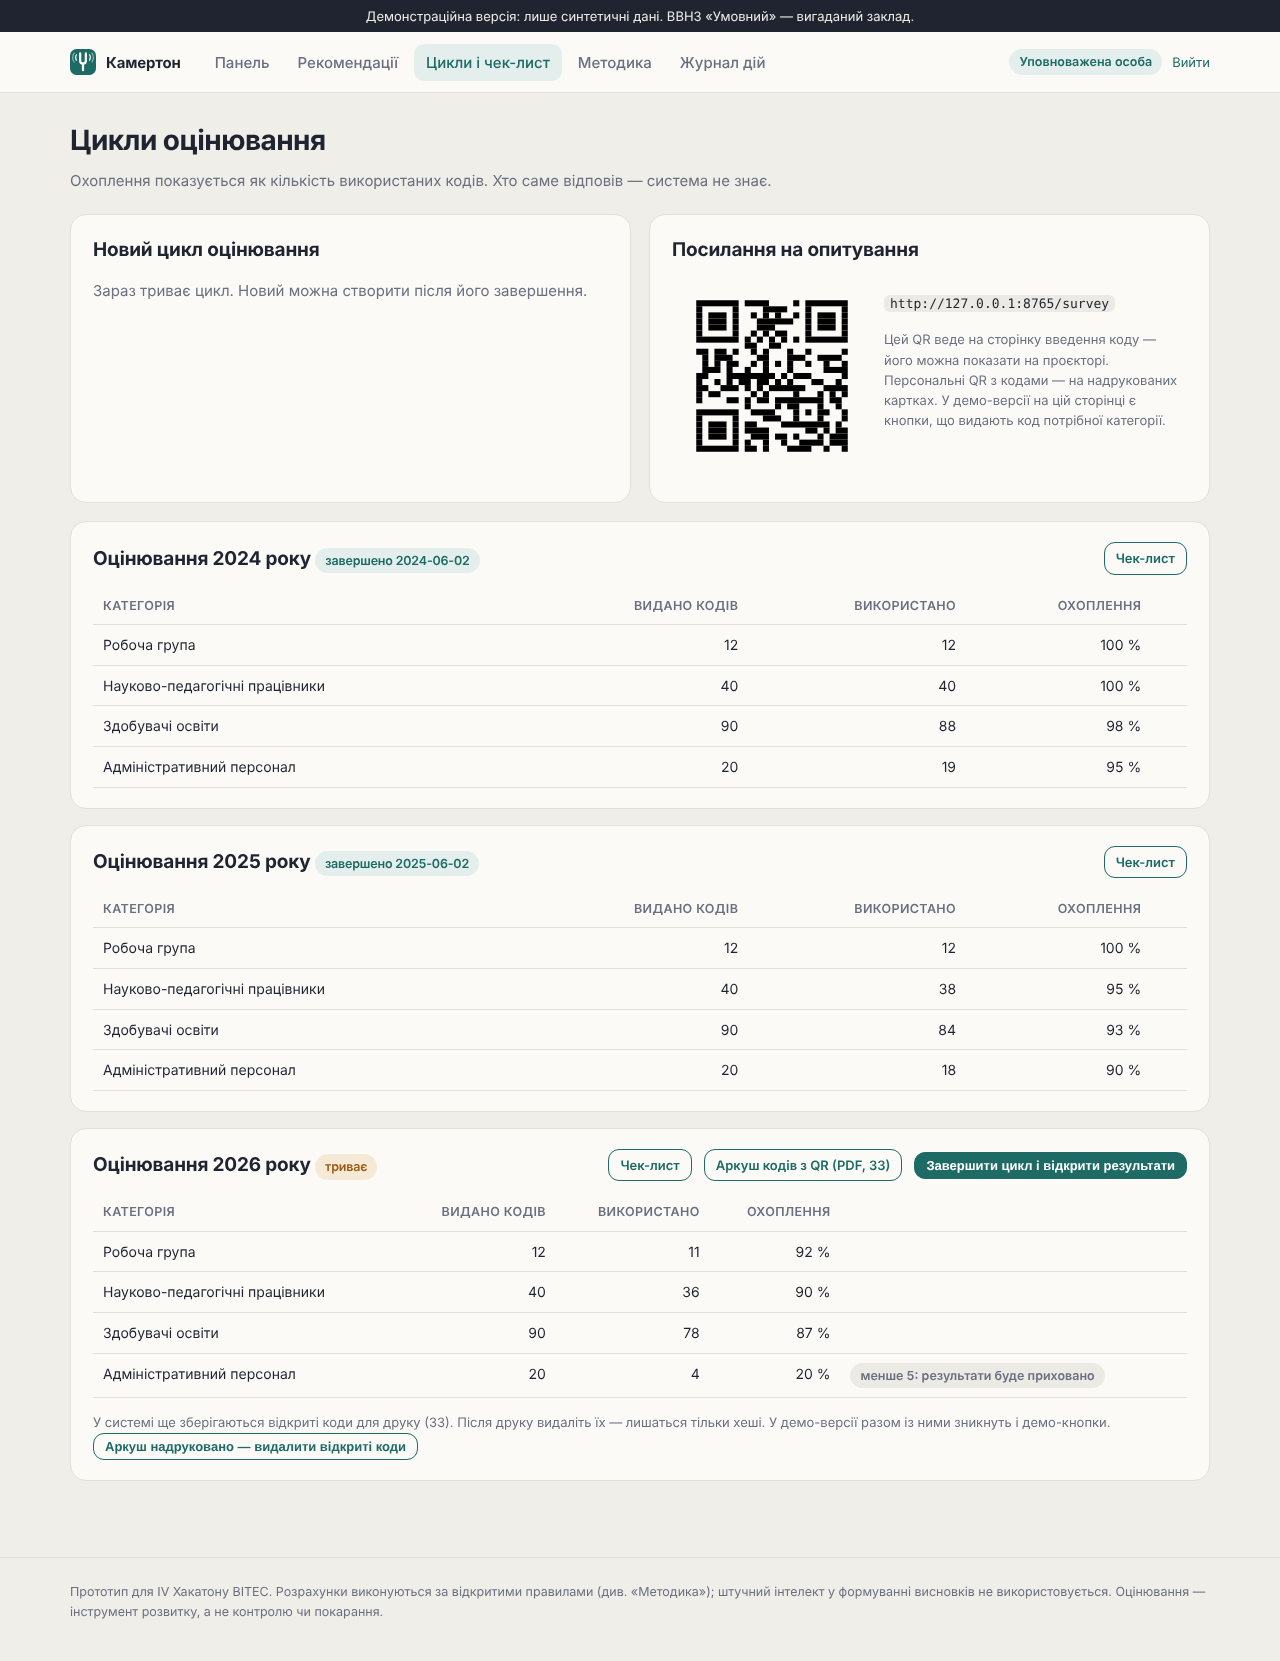 Демонстраційна версія: лише синтетичні дані. ВВНЗ «Умовний» — вигаданий заклад.
Камертон Панель Рекомендації Цикли і чек-лист Методика Журнал дій Уповноважена особа Вийти
Цикли оцінювання
Охоплення показується як кількість використаних кодів. Хто саме відповів — система не знає.
Новий цикл оцінювання
Зараз триває цикл. Новий можна створити після його завершення.
Посилання на опитування
http://127.0.0.1:8765/survey
Цей QR веде на сторінку введення коду —
його можна показати на проєкторі.
Персональні QR з кодами — на надрукованих
картках. У демо-версії на цій сторінці є
кнопки, що видають код потрібної категорії.
Оцінювання 2024 року завершено 2024-06-02 Чек-лист
КАТЕГОРІЯ ВИДАНО КОДІВ ВИКОРИСТАНО ОХОПЛЕННЯ
Робоча група 12 12 100 %
Науково-педагогічні працівники 40 40 100 %
Здобувачі освіти 90 88 98 %
Адміністративний персонал 20 19 95 %
Оцінювання 2025 року завершено 2025-06-02 Чек-лист
КАТЕГОРІЯ ВИДАНО КОДІВ ВИКОРИСТАНО ОХОПЛЕННЯ
Робоча група 12 12 100 %
Науково-педагогічні працівники 40 38 95 %
Здобувачі освіти 90 84 93 %
Адміністративний персонал 20 18 90 %
Оцінювання 2026 року триває Чек-лист Аркуш кодів з QR (PDF, 33) Завершити цикл і відкрити результати
КАТЕГОРІЯ ВИДАНО КОДІВ ВИКОРИСТАНО ОХОПЛЕННЯ
Робоча група 12 11 92 %
Науково-педагогічні працівники 40 36 90 %
Здобувачі освіти 90 78 87 %
Адміністративний персонал 20 4 20 % менше 5: результати буде приховано
У системі ще зберігаються відкриті коди для друку (33). Після друку видаліть їх — лишаться тільки хеші. У демо-версії разом із ними зникнуть і демо-кнопки.
Аркуш надруковано — видалити відкриті коди
Прототип для IV Хакатону ВІТЕС. Розрахунки виконуються за відкритими правилами (див. «Методика»); штучний інтелект у формуванні висновків не використовується. Оцінювання —
інструмент розвитку, а не контролю чи покарання.